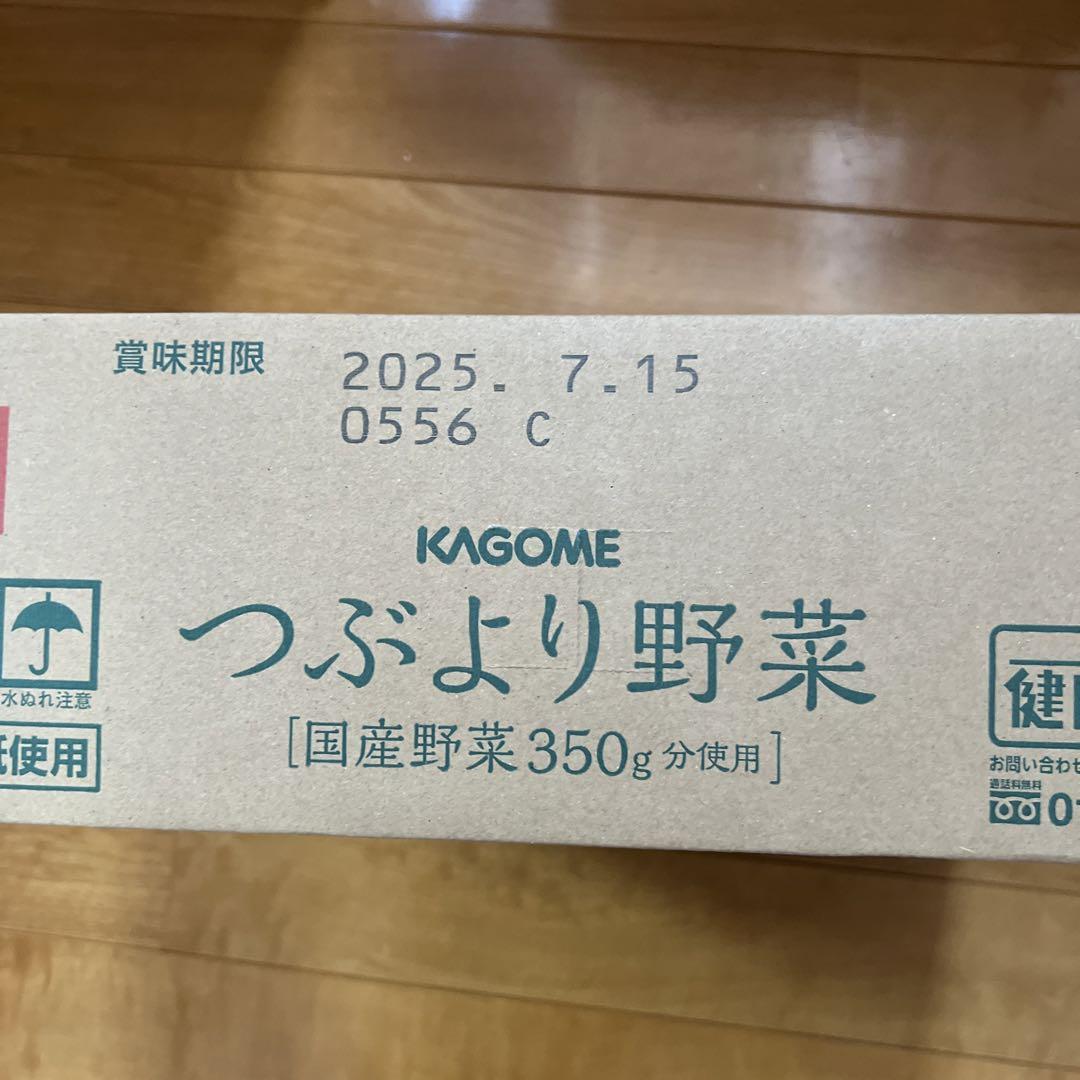 賞味期限
2025. 7.15
0556 C
KAGOME
つぶより野菜
[国産野菜350g分使用]
水ぬれ注意
使用
健
お問い合わせ
通話料無料
0